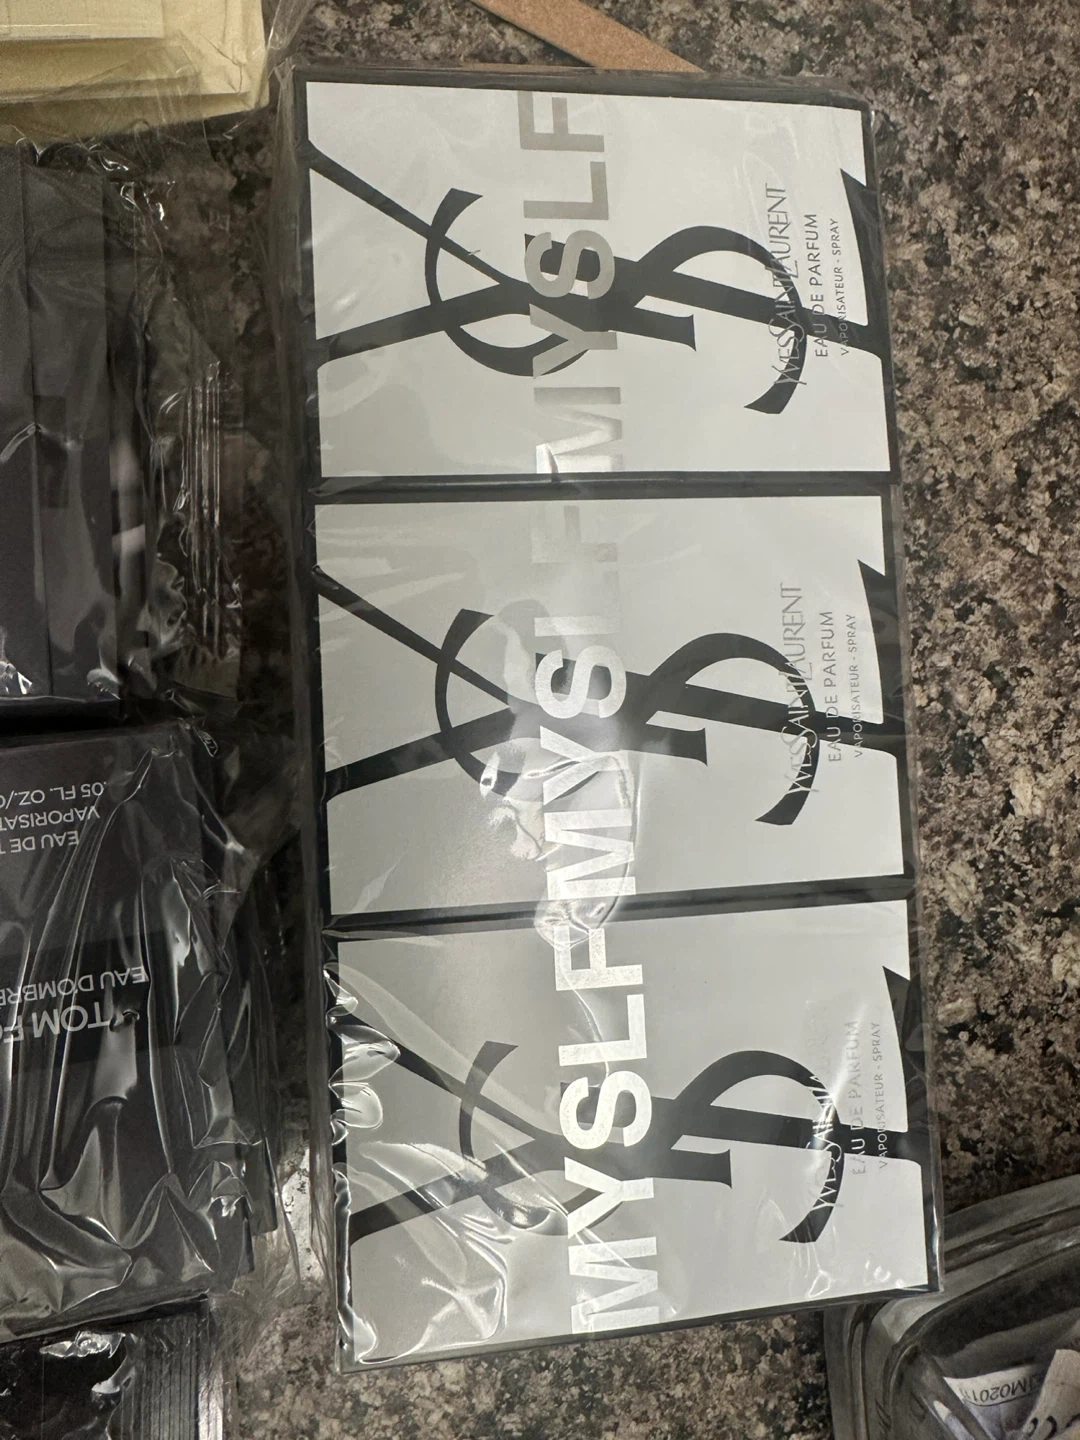 MYSLF
YVESSAINTLAURENT
EAU DE PARFUM
VAPORISATEUR - SPRAY
MYSLF
YVESSAINTLAURENT
EAU DE PARFUM
VAPORISATEUR - SPRAY
MYSLF
EAU DE PARFUM
VAPORISATEUR - SPRAY
TOM
EAU D'OMBRE
EAU DE
.05 FL. OZ/